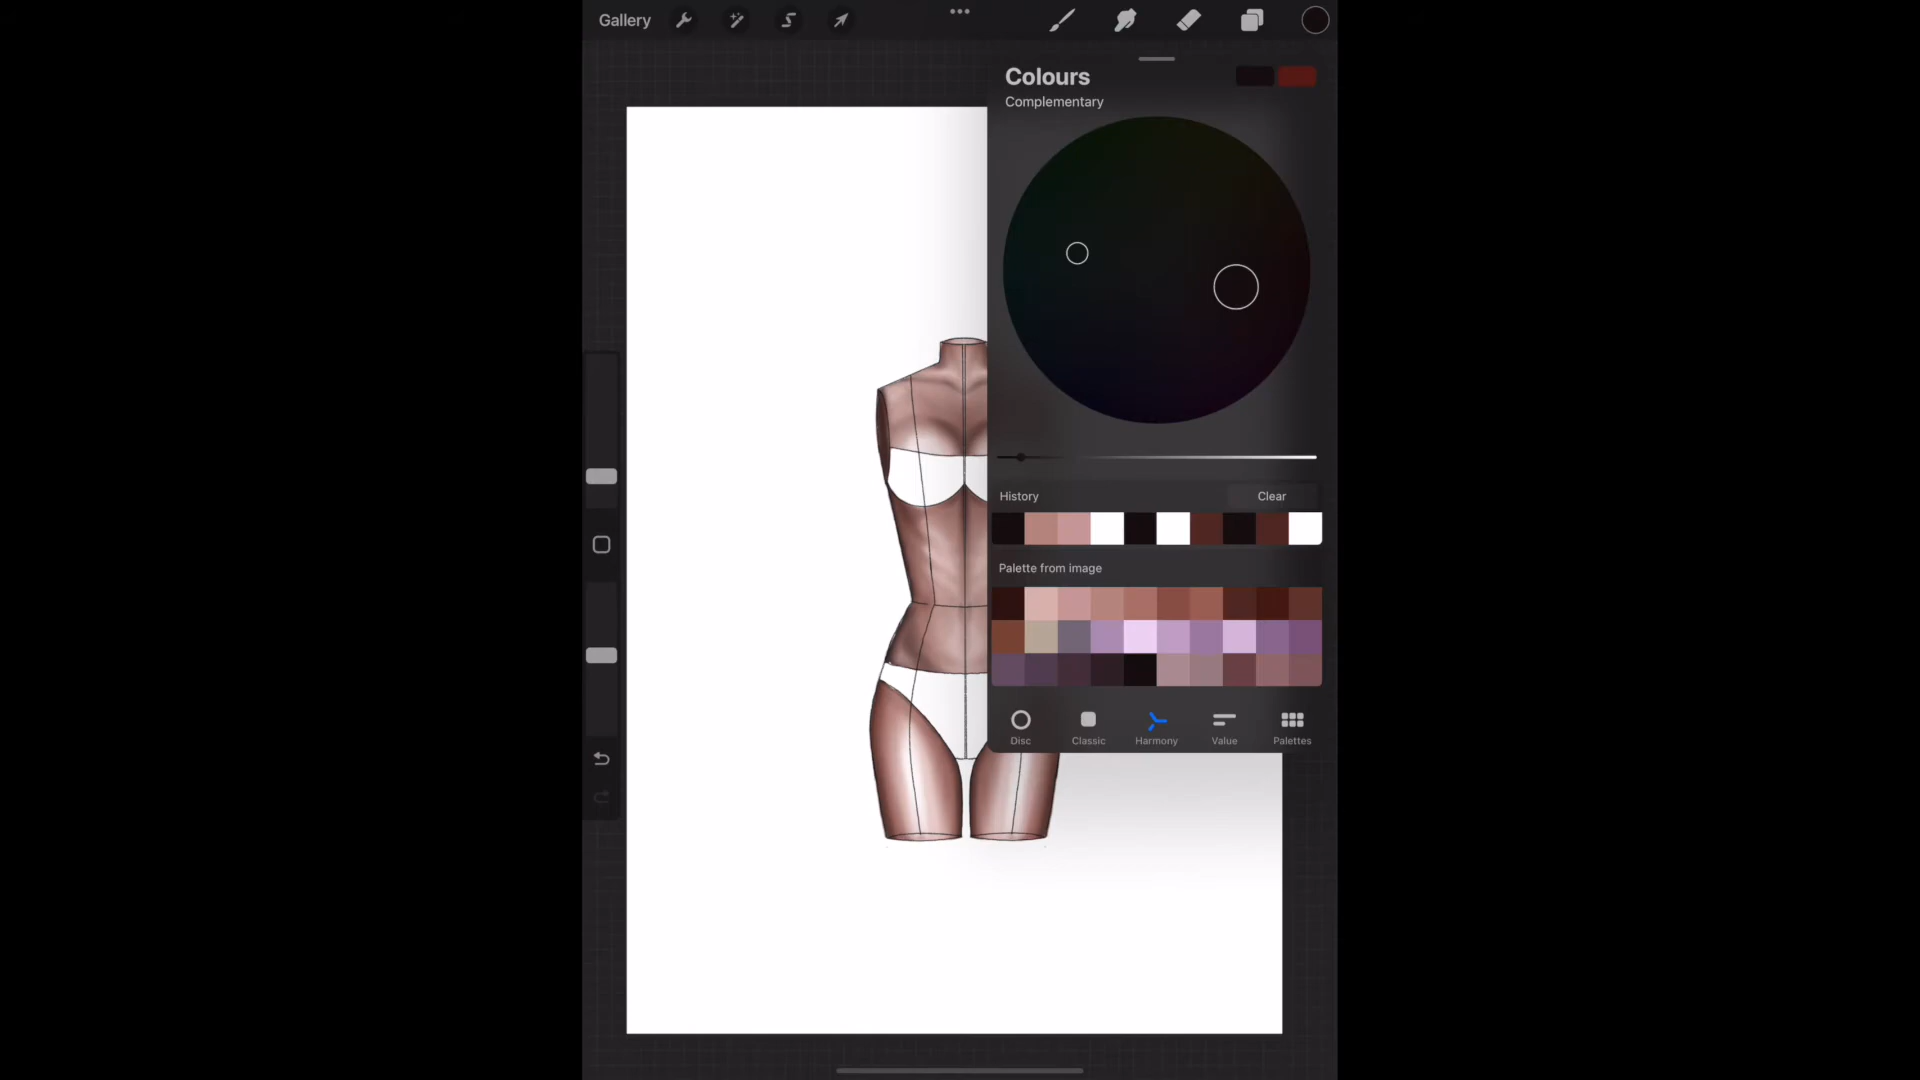 Gallery
Colours
Complementary
History
Clear
Palette from image
Disc
Classic
Harmony
Value
Palettes